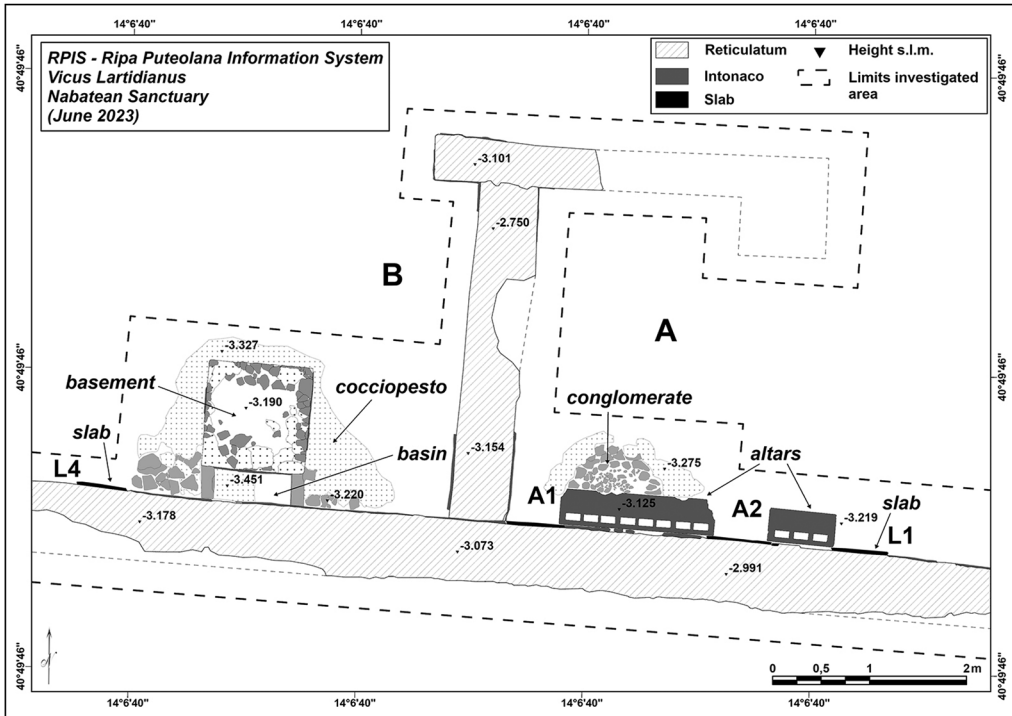 14°6'40"
14°6'40"
14°6'40"
14°6'40"
40°49'46"
40°49'46"
RPIS - Ripa Puteolana Information System
Vicus Lartidianus
Nabatean Sanctuary
(June 2023)
Reticulatum
Height s.l.m.
Intonaco
Limits investigated
area
Slab
-3.101
-2.750
B
A
-3.327
basement
cocciopesto
conglomerate
-3.190
40°49'46"
40°49'46"
slab
basin
-3.154
altars
L4
-3.451
-3.275
A1
-3.220
-3.125
A2
-3.219
slab
L1
-3.178
-3.073
-2.991
0
0,5
1
2m
40°49'46"
40°49'46"
14°6'40"
14°6'40"
14°6'40"
14°6'40"